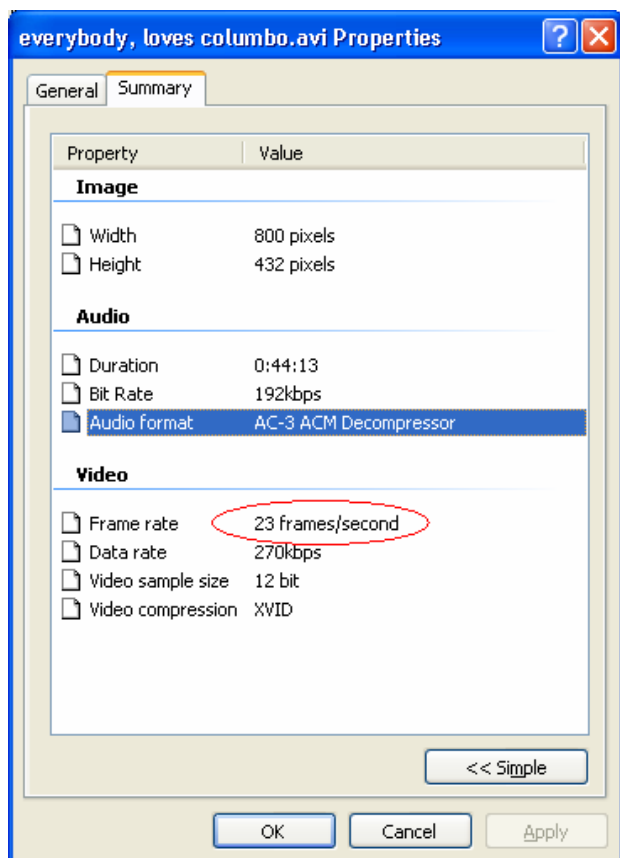 everybody, loves columbo.avi Properties
General Summary
Property Value
Image
Width 800 pixels
Height 432 pixels
Audio
Duration 0:44:13
Bit Rate 192kbps
Audio format AC-3 ACM Decompressor
Video
Frame rate 23 frames/second
Data rate 270kbps
Video sample size 12 bit
Video compression XVID
<< Simple
OK Cancel Apply